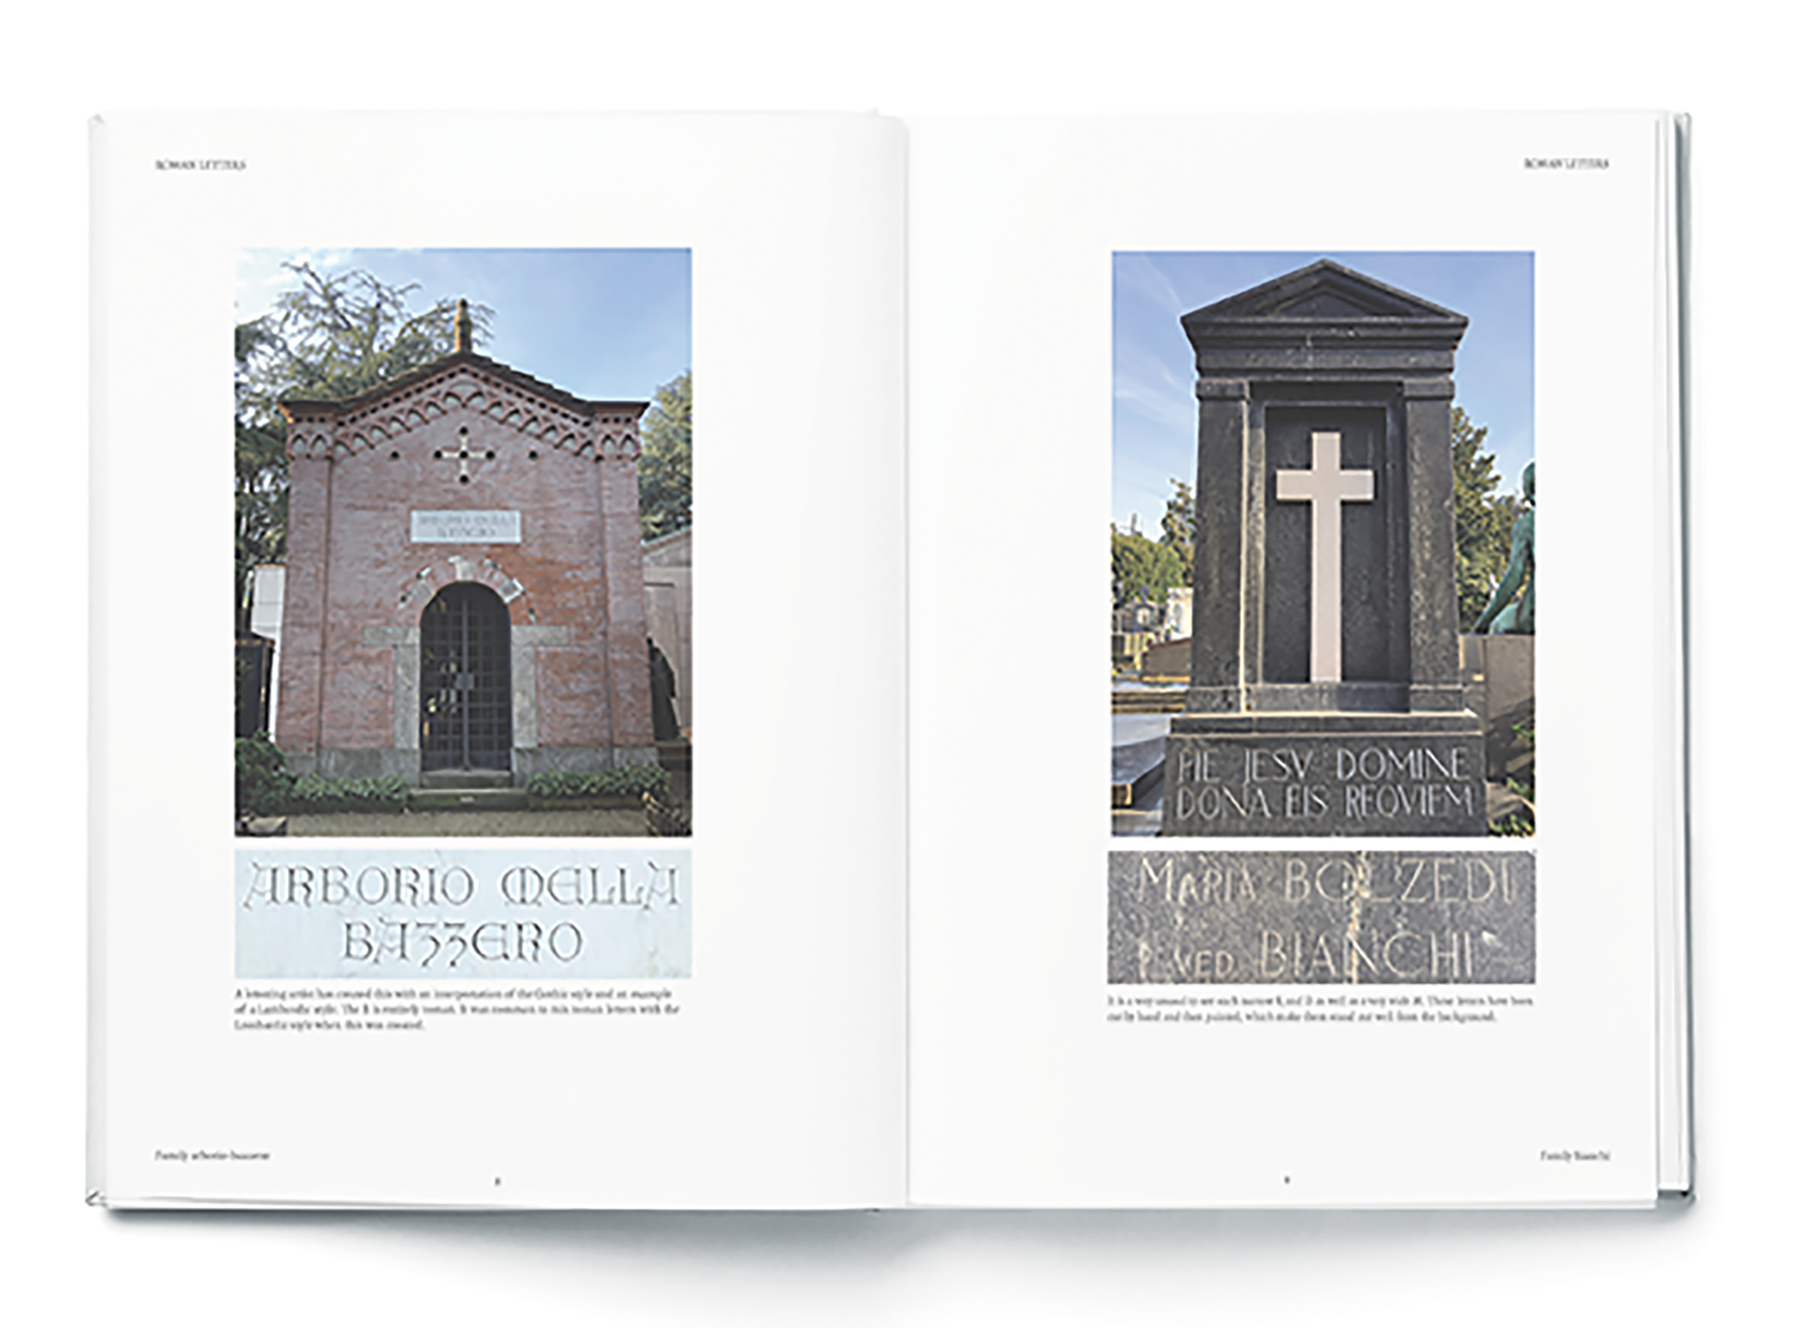 ROMAN LETTERS
ARBORIO MELLA
BAZZERO
ARBORIO MELLA
BAZZERO
A lettering artist has created this with an interpretation of the Gothic style and an example
of a Lombardic style. The R is entirely roman. It was common to mix roman letters with the
Lombardic style when this was created.
Family arborio-bazzero
8
ROMAN LETTERS
PIE JESV DOMINE
DONA EIS REQVIEM
MARIA BOLZEDI
VED. BIANCHI
It is a very unusual to see such narrow R, and D as well as a very wide M. These letters have been
cut by hand and then painted, which make them stand out well from the background.
Family Bianchi
9